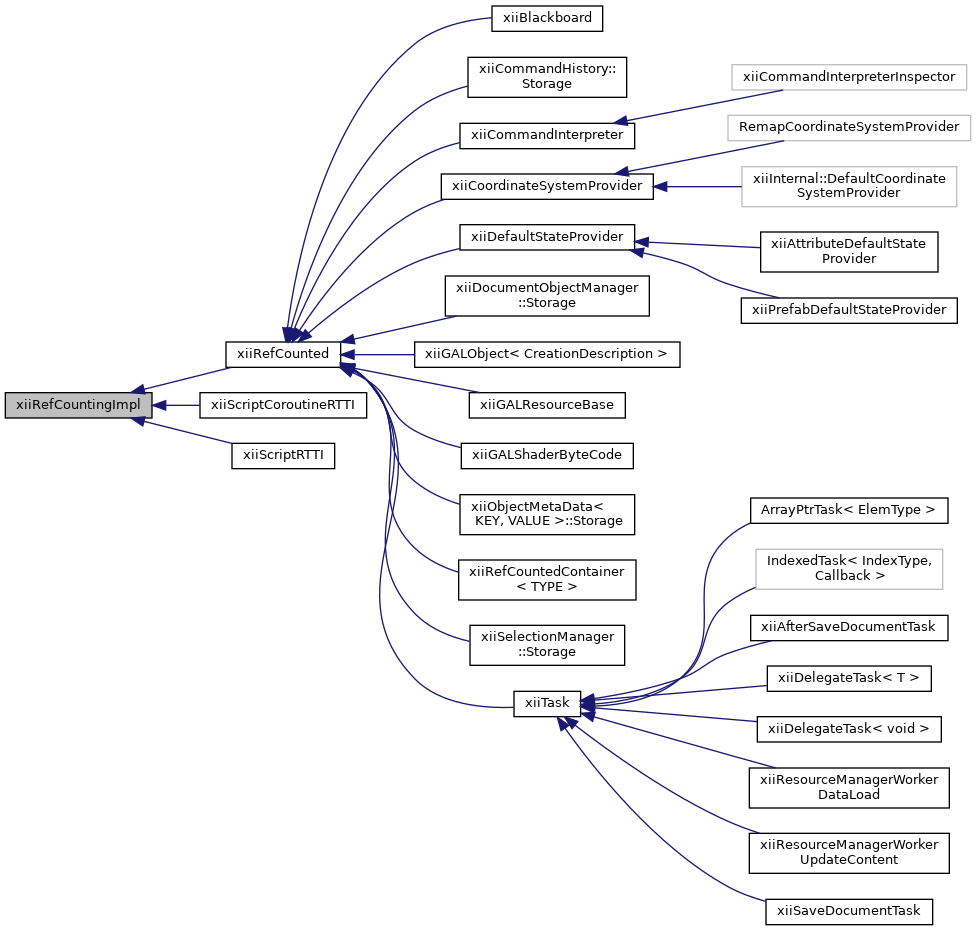 xiiBlackboard
xiiCommandHistory::
Storage
xiiCommandInterpreterInspector
xiiCommandInterpreter
RemapCoordinateSystemProvider
xiiCoordinateSystemProvider
xiiInternal::DefaultCoordinate
SystemProvider
xiiDefaultStateProvider
xiiAttributeDefaultState
Provider
xiiDocumentObjectManager
::Storage
xiiPrefabDefaultStateProvider
xiiRefCounted
xiiGALObject< CreationDescription >
xiiRefCountingImpl
xiiScriptCoroutineRTTI
xiiGALResourceBase
xiiScriptRTTI
xiiGALShaderByteCode
xiiObjectMetaData<
KEY, VALUE >::Storage
ArrayPtrTask< ElemType >
xiiRefCountedContainer
< TYPE >
IndexedTask< IndexType,
Callback >
xiiSelectionManager
::Storage
xiiAfterSaveDocumentTask
xiiDelegateTask< T >
xiiTask
xiiDelegateTask< void >
xiiResourceManagerWorker
DataLoad
xiiResourceManagerWorker
UpdateContent
xiiSaveDocumentTask